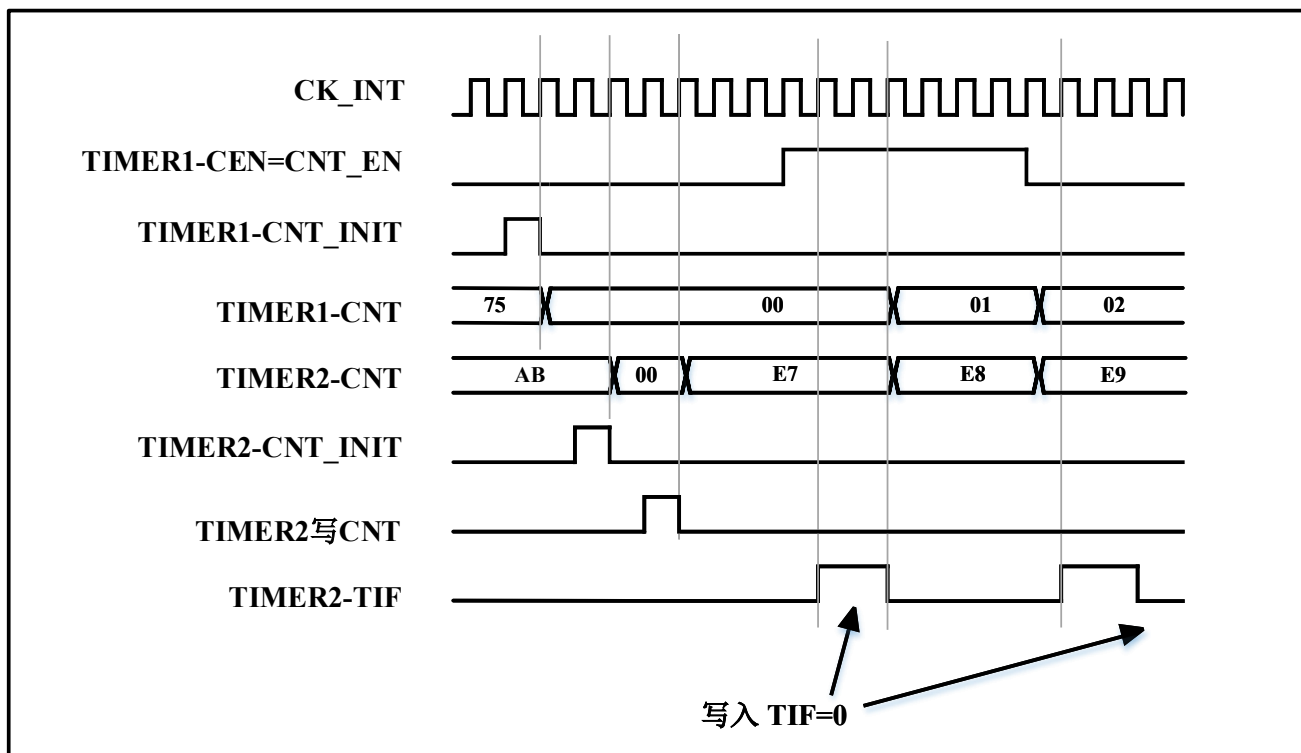 CK_INT
TIMER1-CEN=CNT_EN
TIMER1-CNT_INIT
TIMER1-CNT 75 00 01 02
TIMER2-CNT AB 00 E7 E8 E9
TIMER2-CNT_INIT
TIMER2写CNT
TIMER2-TIF
写入 TIF=0